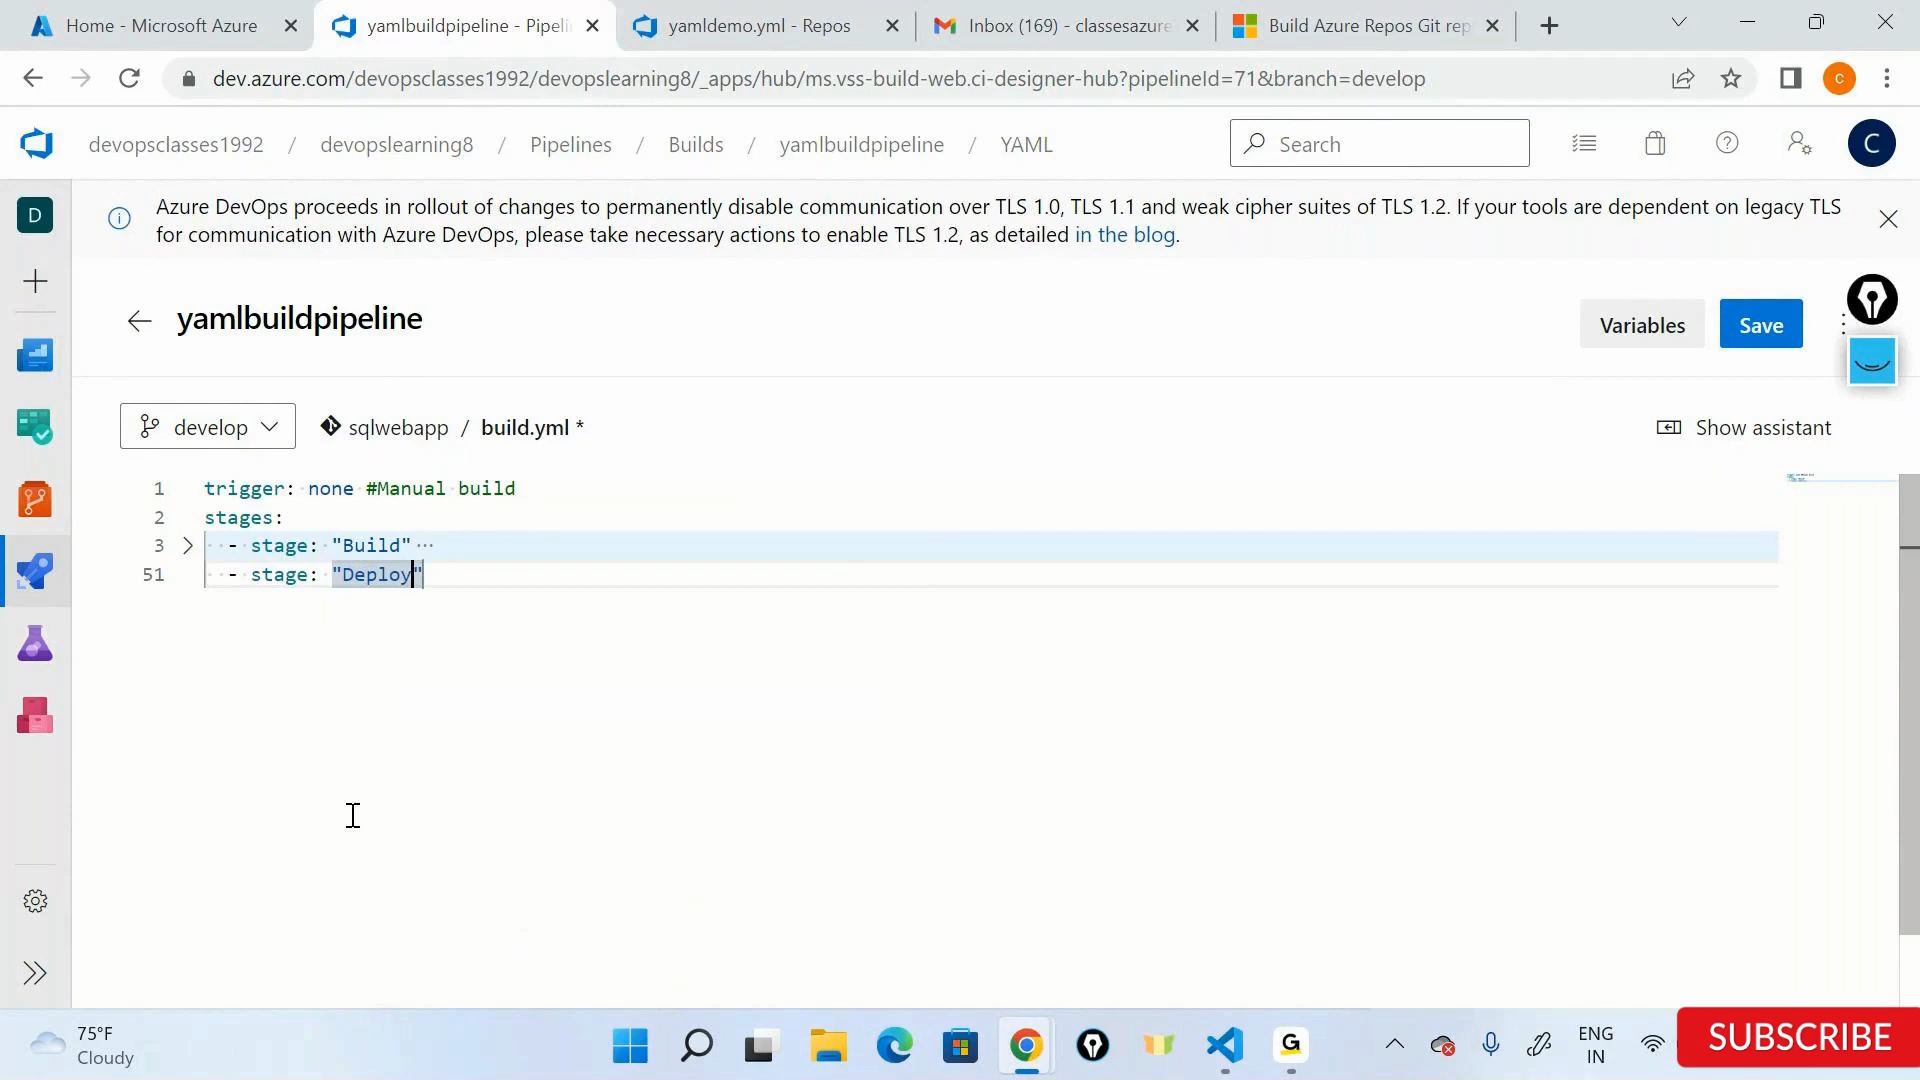 Home - Microsoft Azure
yamlbuildpipeline - Pipeli
yamldemo.yml - Repos
Inbox (169) - classesazure
Build Azure Repos Git rep
dev.azure.com/devopsclasses1992/devopslearning8/_apps/hub/ms.vss-build-web.ci-designer-hub?pipelineId=71&branch=develop
c
devopsclasses1992 / devopslearning8 / Pipelines / Builds / yamlbuildpipeline / YAML
Search
C
D
Azure DevOps proceeds in rollout of changes to permanently disable communication over TLS 1.0, TLS 1.1 and weak cipher suites of TLS 1.2. If your tools are dependent on legacy TLS
for communication with Azure DevOps, please take necessary actions to enable TLS 1.2, as detailed in the blog.
yamlbuildpipeline
Variables
Save
develop
sqlwebapp / build.yml *
Show assistant
1 trigger: none #Manual build
2 stages:
3 - stage: "Build" ...
51 - stage: "Deploy"
75°F
Cloudy
G
ENG
IN
SUBSCRIBE